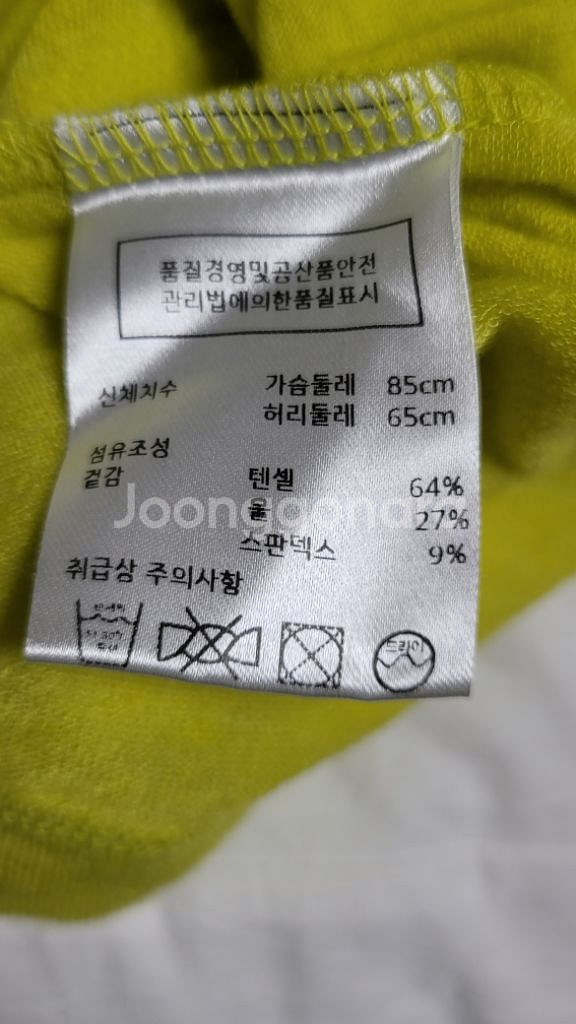 품질경영및공산품안전
관리법에의한품질표시
신체치수 가슴둘레 85cm
허리둘레 65cm
섬유조성
겉감 텐셀 64%
Joonggonara
울 27%
스판덱스 9%
취급상 주의사항
드라이